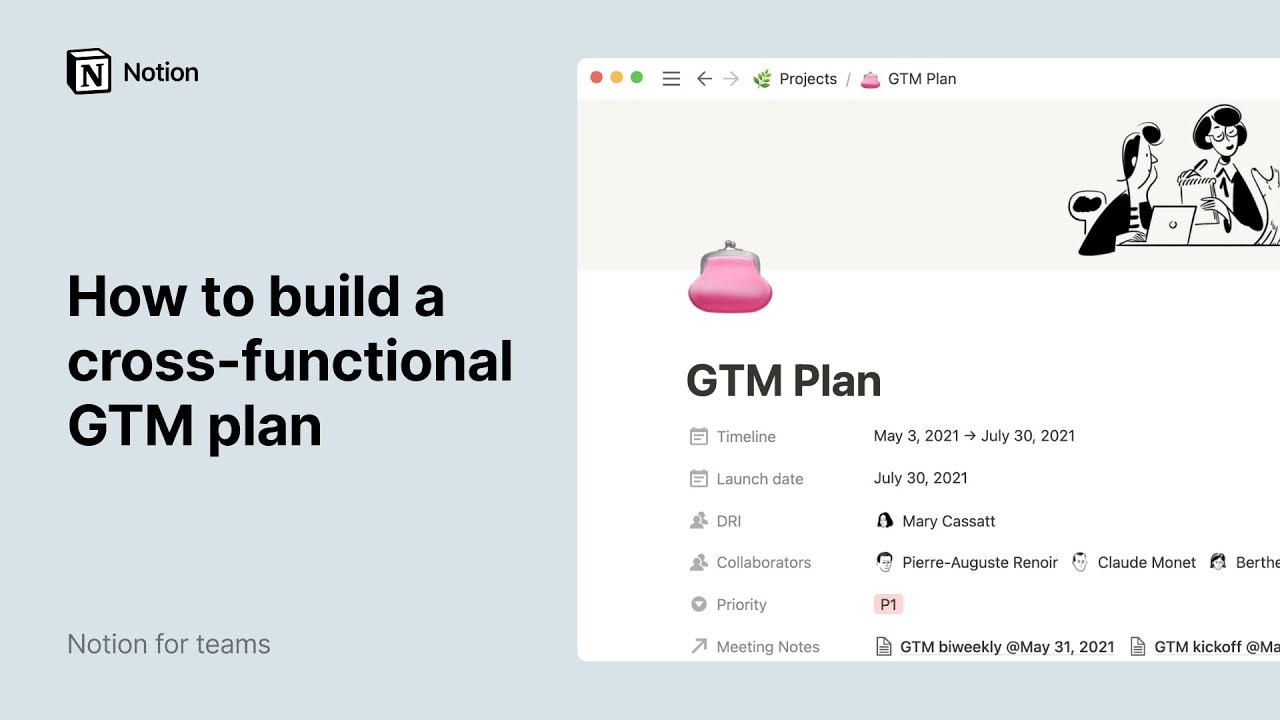 Notion
How to build a
cross-functional
GTM plan
Notion for teams
Projects / GTM Plan
GTM Plan
Timeline May 3, 2021 → July 30, 2021
Launch date July 30, 2021
DRI Mary Cassatt
Collaborators Pierre-Auguste Renoir Claude Monet Berthe
Priority P1
Meeting Notes GTM biweekly @May 31, 2021 GTM kickoff @Ma